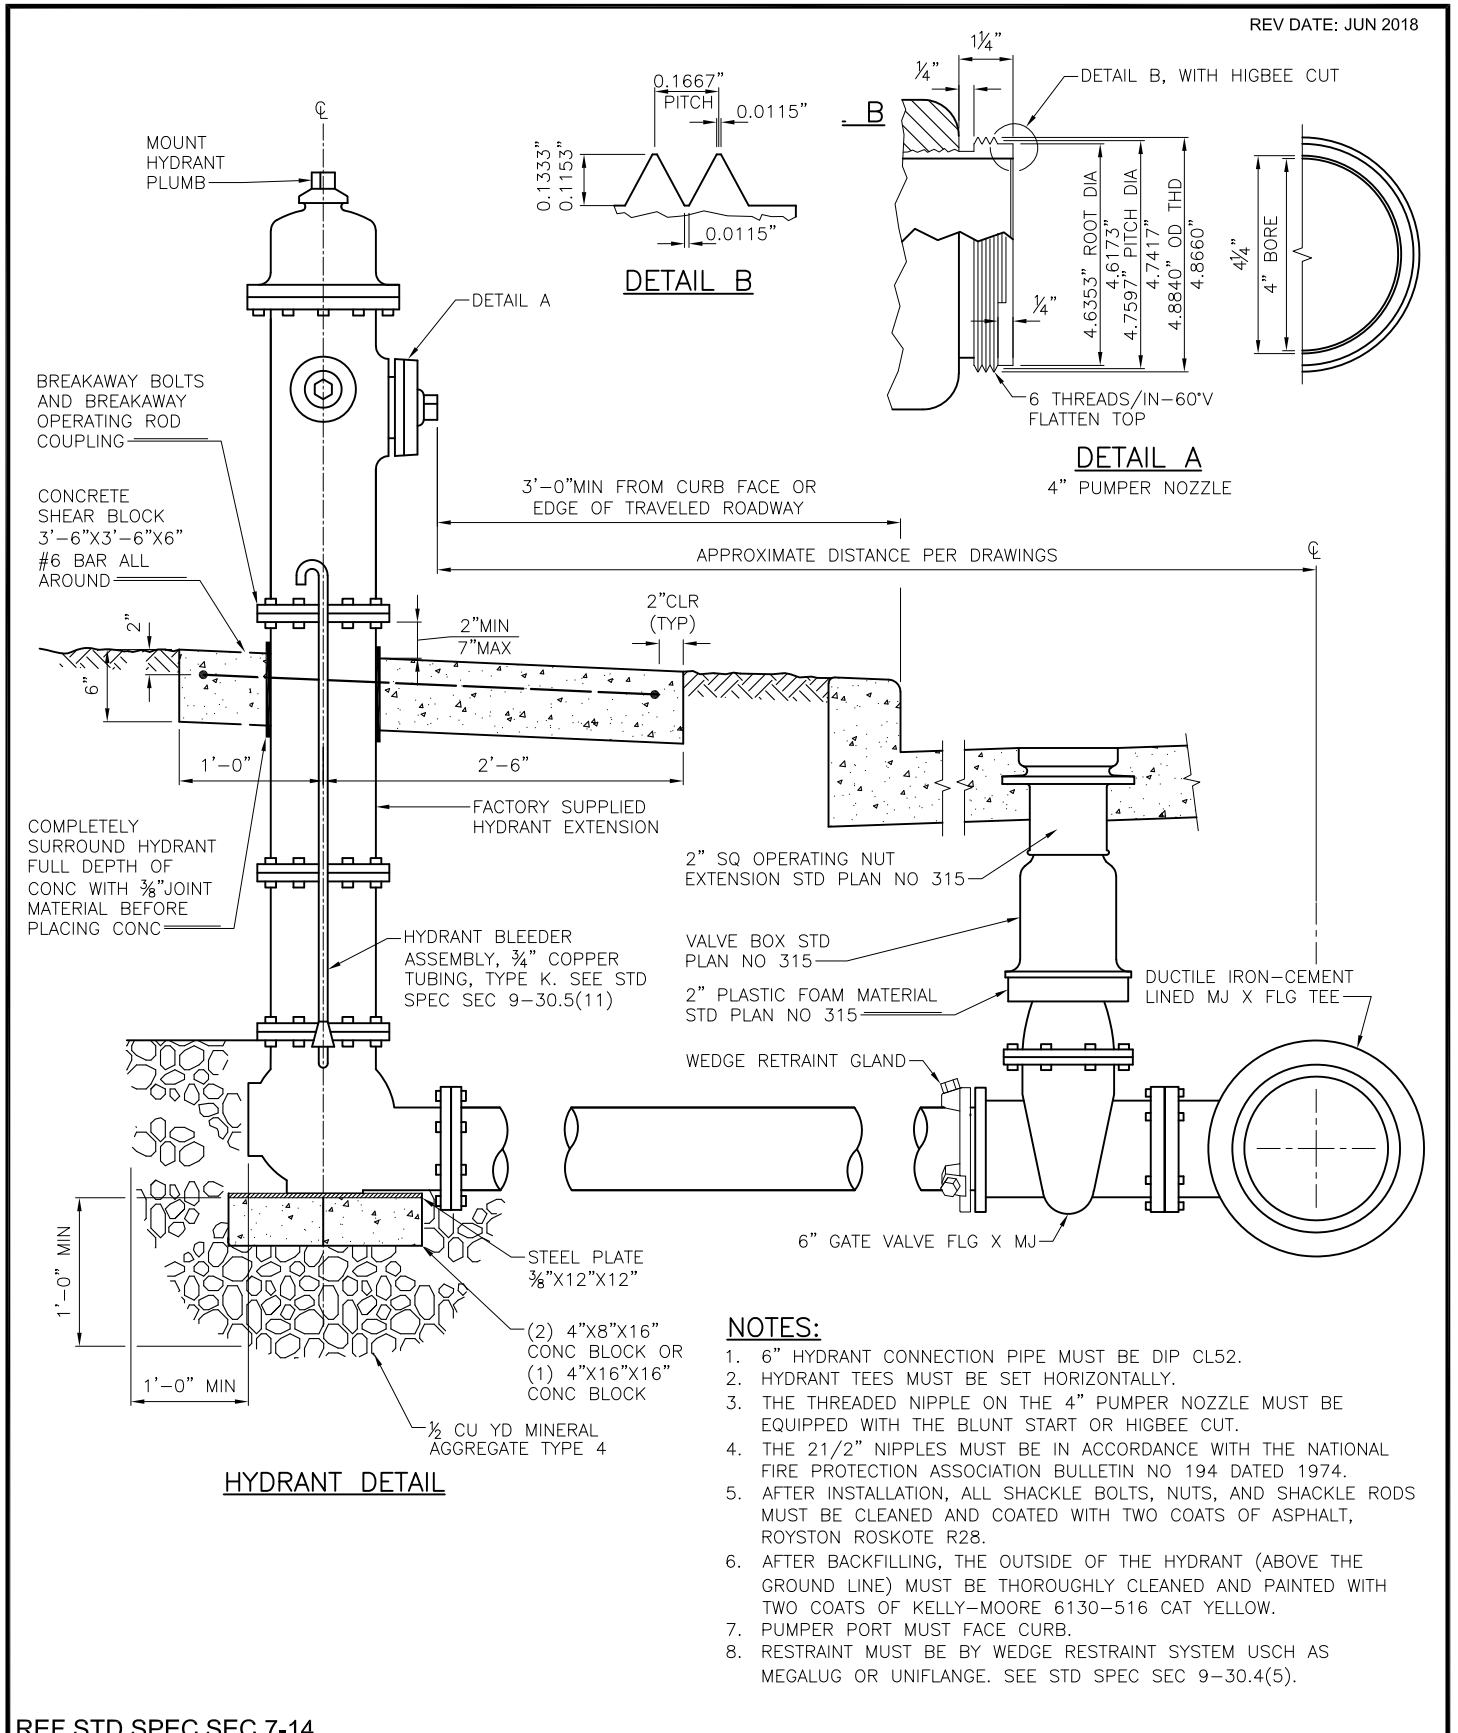 REV DATE: JUN 2018
℄
MOUNT
HYDRANT
PLUMB
0.1667"
PITCH
0.0115"
0.1333"
0.1153"
0.0115"
DETAIL B
B
1¼"
¼"
DETAIL B, WITH HIGBEE CUT
4.6353" ROOT DIA
4.6173"
4.7597" PITCH DIA
4.7417"
4.8840" OD THD
4.8660"
¼"
6 THREADS/IN-60°V
FLATTEN TOP
4¼"
4" BORE
DETAIL A
4" PUMPER NOZZLE
DETAIL A
BREAKAWAY BOLTS
AND BREAKAWAY
OPERATING ROD
COUPLING
CONCRETE
SHEAR BLOCK
3'-6"X3'-6"X6"
#6 BAR ALL
AROUND
3'-0"MIN FROM CURB FACE OR
EDGE OF TRAVELED ROADWAY
APPROXIMATE DISTANCE PER DRAWINGS
℄
2"
6"
2"MIN
7"MAX
2"CLR
(TYP)
1'-0"
2'-6"
FACTORY SUPPLIED
HYDRANT EXTENSION
COMPLETELY
SURROUND HYDRANT
FULL DEPTH OF
CONC WITH ⅜"JOINT
MATERIAL BEFORE
PLACING CONC
HYDRANT BLEEDER
ASSEMBLY, ¾" COPPER
TUBING, TYPE K. SEE STD
SPEC SEC 9-30.5(11)
2" SQ OPERATING NUT
EXTENSION STD PLAN NO 315
VALVE BOX STD
PLAN NO 315
2" PLASTIC FOAM MATERIAL
STD PLAN NO 315
WEDGE RETRAINT GLAND
DUCTILE IRON-CEMENT
LINED MJ X FLG TEE
6" GATE VALVE FLG X MJ
1'-0" MIN
1'-0" MIN
STEEL PLATE
⅜"X12"X12"
(2) 4"X8"X16"
CONC BLOCK OR
(1) 4"X16"X16"
CONC BLOCK
½ CU YD MINERAL
AGGREGATE TYPE 4
HYDRANT DETAIL
NOTES:
1. 6" HYDRANT CONNECTION PIPE MUST BE DIP CL52.
2. HYDRANT TEES MUST BE SET HORIZONTALLY.
3. THE THREADED NIPPLE ON THE 4" PUMPER NOZZLE MUST BE
EQUIPPED WITH THE BLUNT START OR HIGBEE CUT.
4. THE 21/2" NIPPLES MUST BE IN ACCORDANCE WITH THE NATIONAL
FIRE PROTECTION ASSOCIATION BULLETIN NO 194 DATED 1974.
5. AFTER INSTALLATION, ALL SHACKLE BOLTS, NUTS, AND SHACKLE RODS
MUST BE CLEANED AND COATED WITH TWO COATS OF ASPHALT,
ROYSTON ROSKOTE R28.
6. AFTER BACKFILLING, THE OUTSIDE OF THE HYDRANT (ABOVE THE
GROUND LINE) MUST BE THOROUGHLY CLEANED AND PAINTED WITH
TWO COATS OF KELLY-MOORE 6130-516 CAT YELLOW.
7. PUMPER PORT MUST FACE CURB.
8. RESTRAINT MUST BE BY WEDGE RESTRAINT SYSTEM USCH AS
MEGALUG OR UNIFLANGE. SEE STD SPEC SEC 9-30.4(5).
REF STD SPEC SEC 7-14